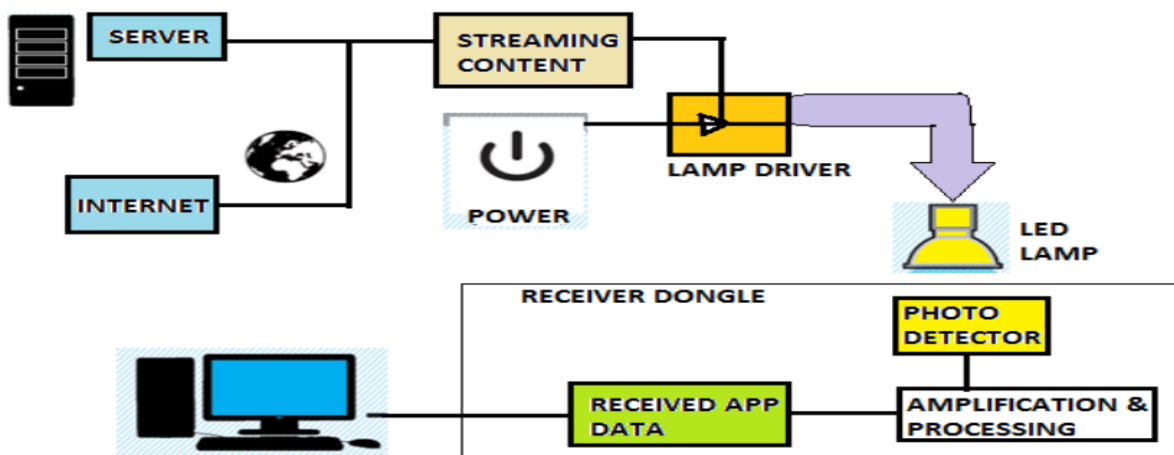 SERVER
STREAMING
CONTENT
LAMP DRIVER
INTERNET
POWER
LED
LAMP
RECEIVER DONGLE
PHOTO
DETECTOR
RECEIVED APP
DATA
AMPLIFICATION &
PROCESSING